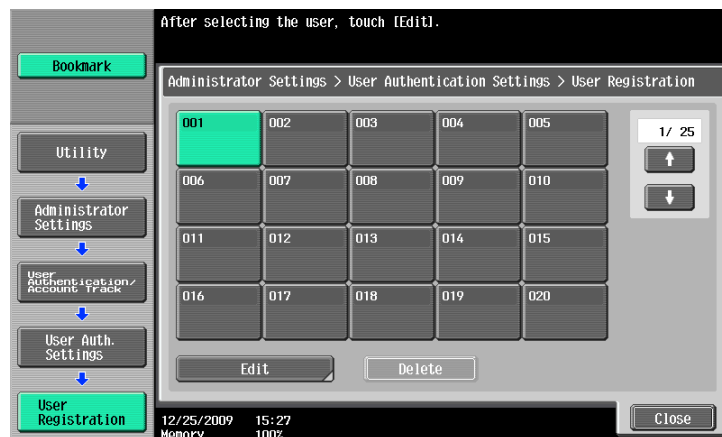 After selecting the user, touch [Edit].
Bookmark
Administrator Settings > User Authentication Settings > User Registration
001 002 003 004 005
1/ 25
Utility
006 007 008 009 010
Administrator
Settings
011 012 013 014 015
User
Authentication/
Account Track
016 017 018 019 020
User Auth.
Settings
Edit Delete
User
Registration
12/25/2009 15:27
Memory 100%
Close